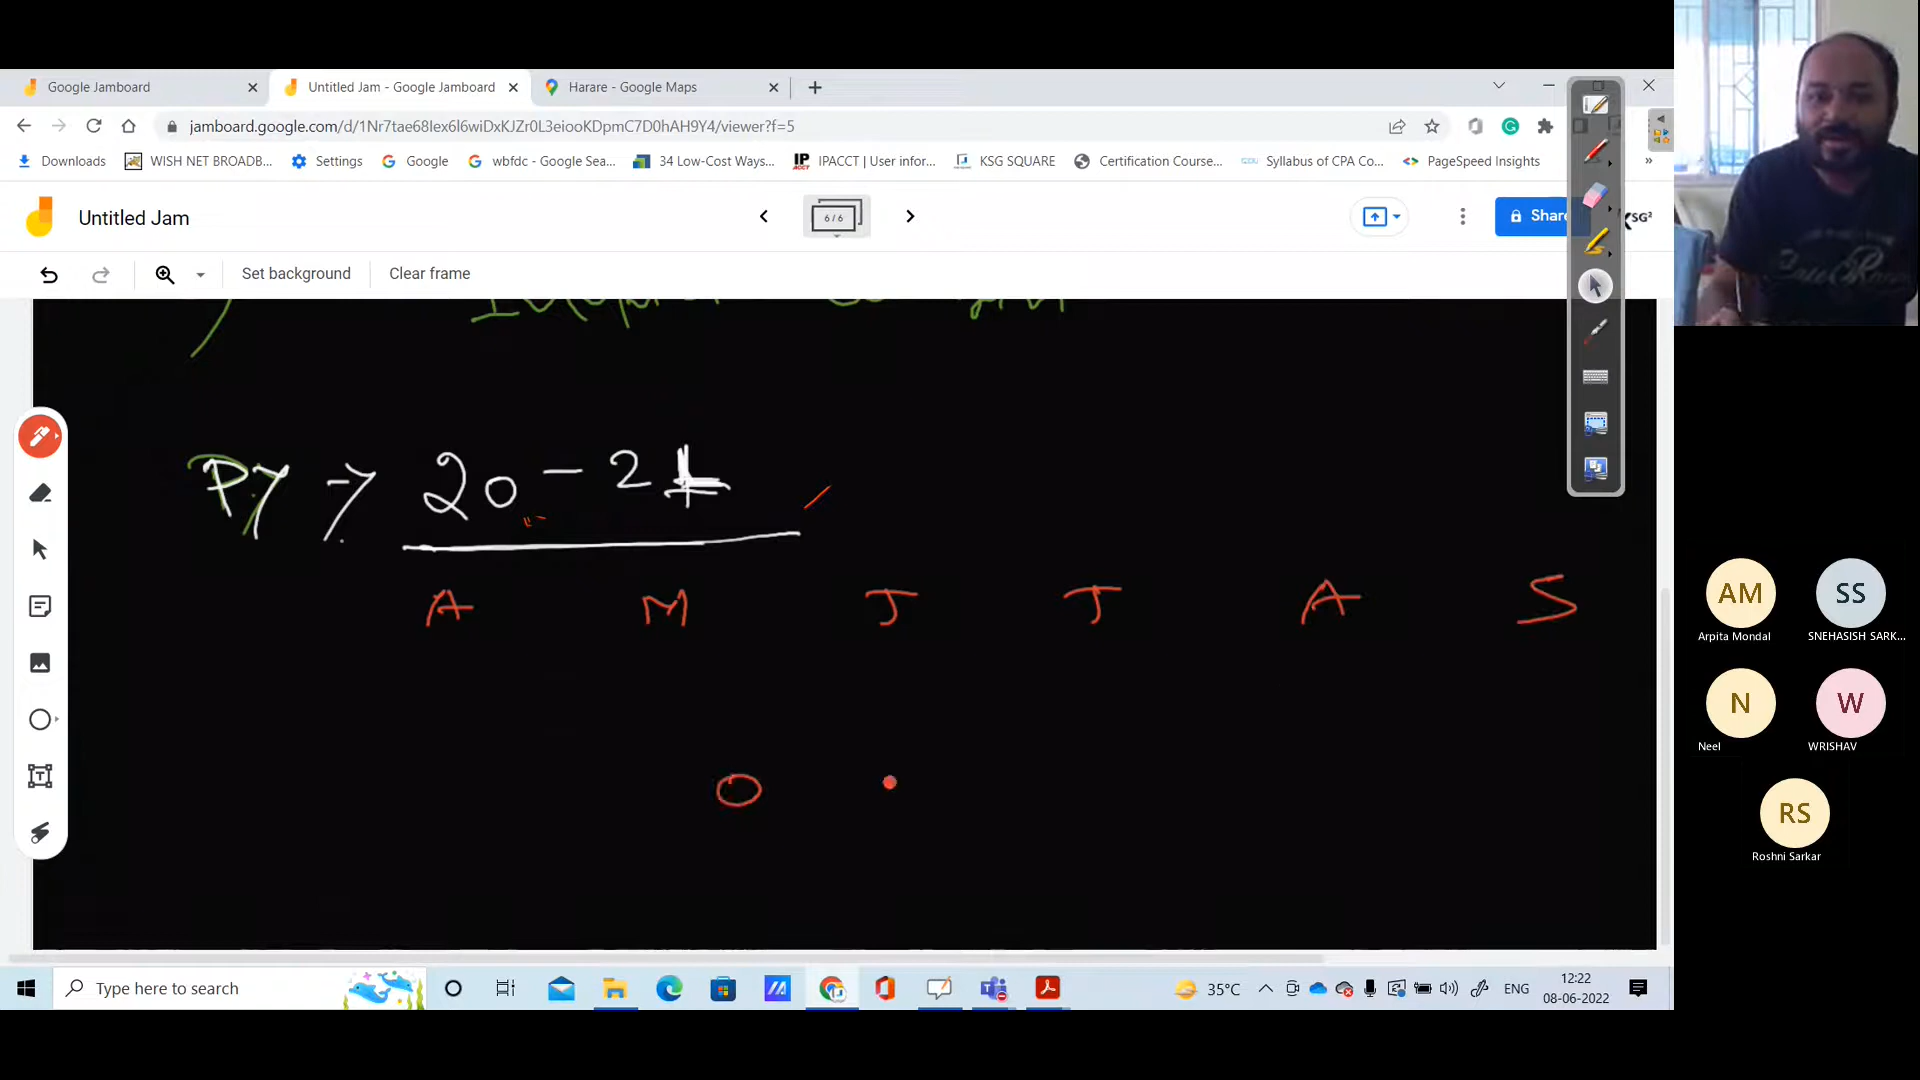 Google Jamboard
Untitled Jam - Google Jamboard
Harare - Google Maps
jamboard.google.com/d/1Nr7tae68Iex6I6wiDxKJZr0L3eiooKDpmC7D0hAH9Y4/viewer?f=5
Downloads
WISH NET BROADB...
Settings
Google
wbfdc - Google Sea...
34 Low-Cost Ways...
IPACCT | User infor...
KSG SQUARE
Certification Course...
Syllabus of CPA Co...
PageSpeed Insights
Untitled Jam
6 / 6
Share
KSG²
Set background
Clear frame
PY → 20 - 21
A M J J A S
O
AM
Arpita Mondal
SS
SNEHASISH SARK...
N
Neel
W
WRISHAV
RS
Roshni Sarkar
Type here to search
35°C
ENG
12:22
08-06-2022